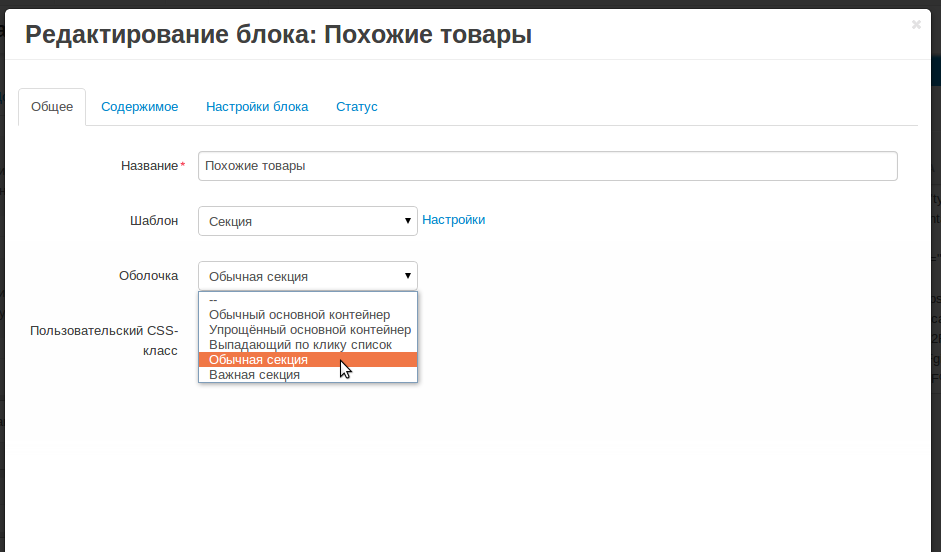 Редактирование блока: Похожие товары
×
Общее Содержимое Настройки блока Статус
Название* Похожие товары
Шаблон Секция Настройки
Оболочка Обычная секция
--
Обычный основной контейнер
Упрощённый основной контейнер
Выпадающий по клику список
Обычная секция
Важная секция
Пользовательский CSS-
класс